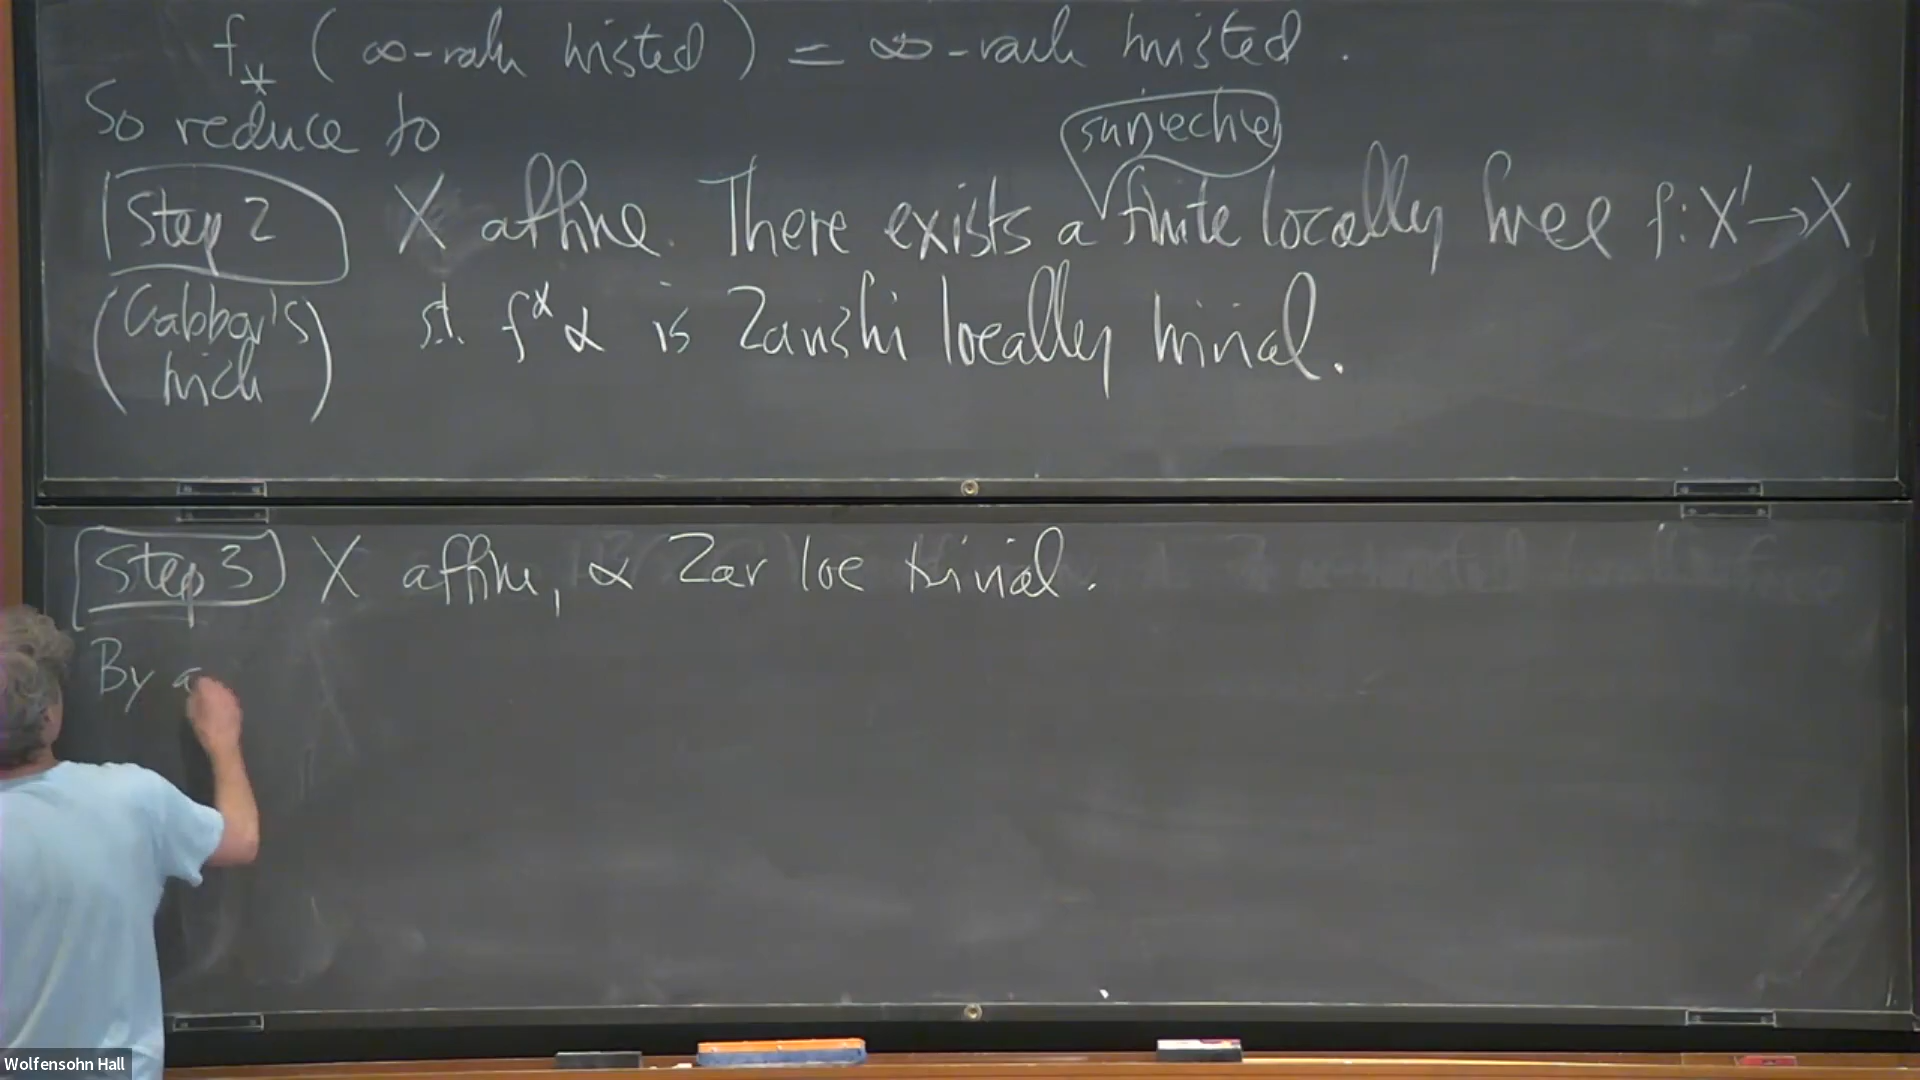 f_* ( ∞-rank twisted ) = ∞-rank twisted .
So reduce to
surjective
Step 2 X affine. There exists a finite locally free f: X' → X
(Gabber's trick) st. f^* α is Zariski locally trivial.
Step 3 X affine, α Zar loc trivial.
By a
Wolfensohn Hall